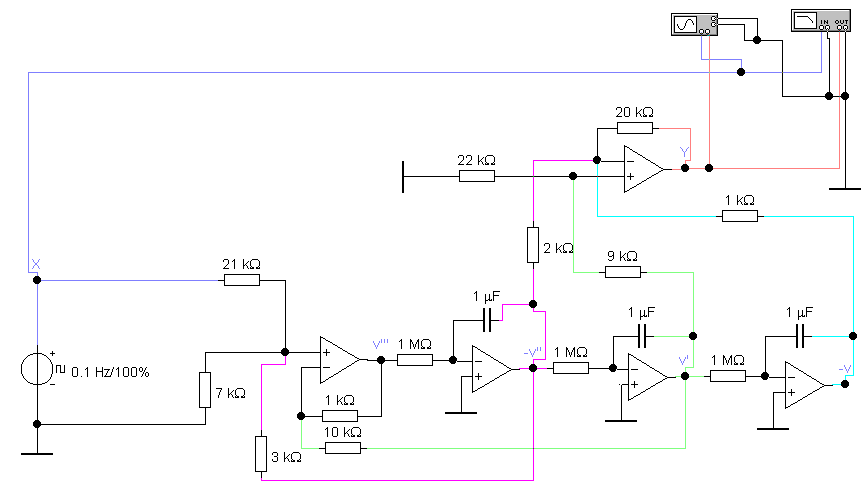 IN OUT
20 kΩ
Y
22 kΩ
−
+
1 kΩ
X
21 kΩ
2 kΩ
9 kΩ
1 µF
1 µF
1 µF
v'''
1 MΩ
-v''
1 MΩ
v'
1 MΩ
-v
+
−
−
+
−
+
−
+
+
−
0.1 Hz/100%
7 kΩ
1 kΩ
10 kΩ
3 kΩ